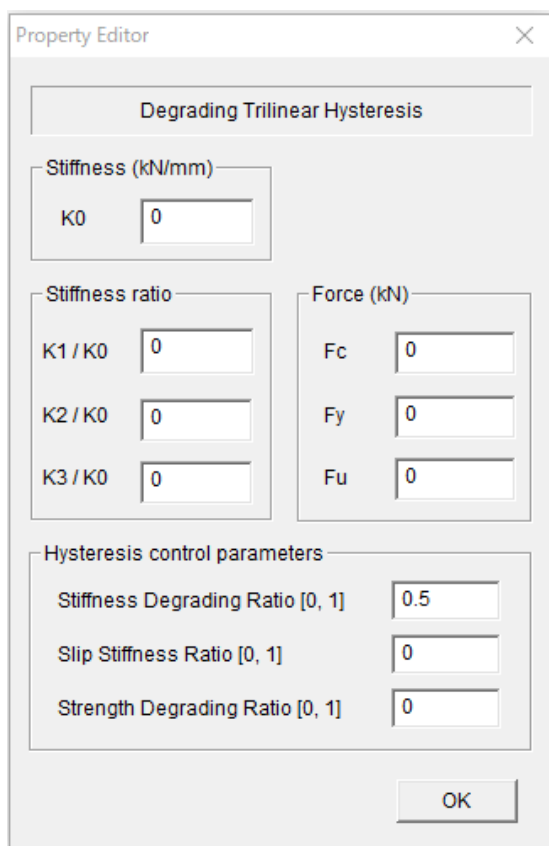 Property Editor
Degrading Trilinear Hysteresis
Stiffness (kN/mm)
K0 0
Stiffness ratio
K1 / K0 0
K2 / K0 0
K3 / K0 0
Force (kN)
Fc 0
Fy 0
Fu 0
Hysteresis control parameters
Stiffness Degrading Ratio [0, 1] 0.5
Slip Stiffness Ratio [0, 1] 0
Strength Degrading Ratio [0, 1] 0
OK